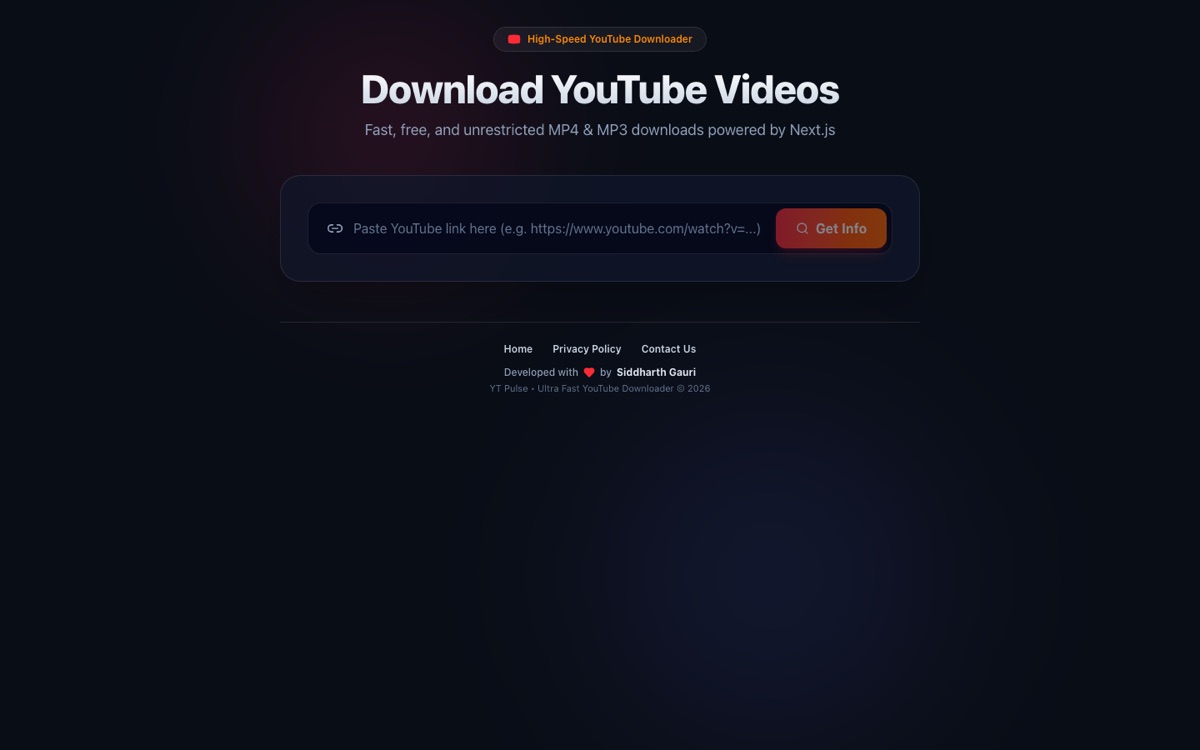 High-Speed YouTube Downloader
Download YouTube Videos
Fast, free, and unrestricted MP4 & MP3 downloads powered by Next.js
Paste YouTube link here (e.g. https://www.youtube.com/watch?v=...)
Get Info
Home Privacy Policy Contact Us
Developed with ❤️ by Siddharth Gauri
YT Pulse • Ultra Fast YouTube Downloader © 2026